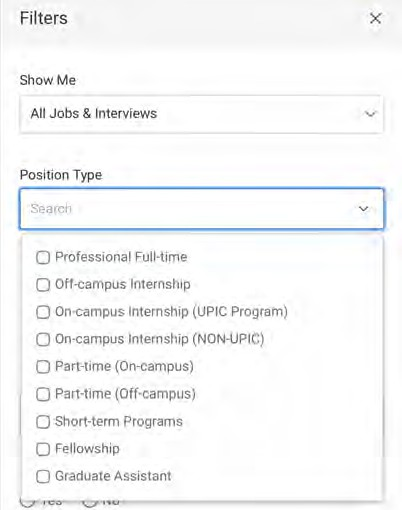 Filters
Show Me
All Jobs & Interviews
Position Type
Search
Professional Full-time
Off-campus Internship
On-campus Internship (UPIC Program)
On-campus Internship (NON-UPIC)
Part-time (On-campus)
Part-time (Off-campus)
Short-term Programs
Fellowship
Graduate Assistant
Yes No